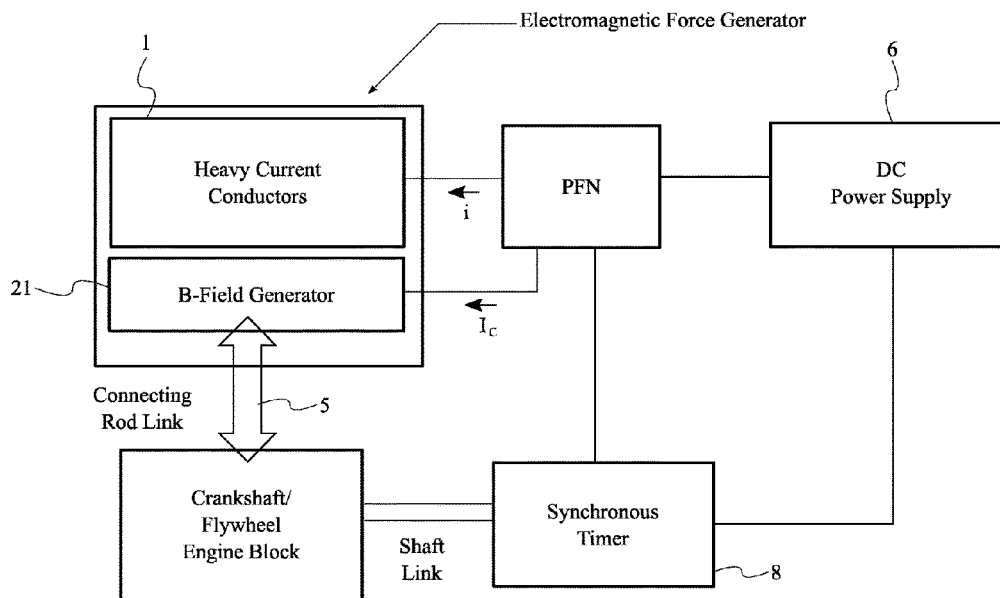 Electromagnetic Force Generator
1
6
Heavy Current
Conductors
PFN
DC
Power Supply
i
21
B-Field Generator
I_C
Connecting
Rod Link
5
Crankshaft/
Flywheel
Engine Block
Shaft
Link
Synchronous
Timer
8